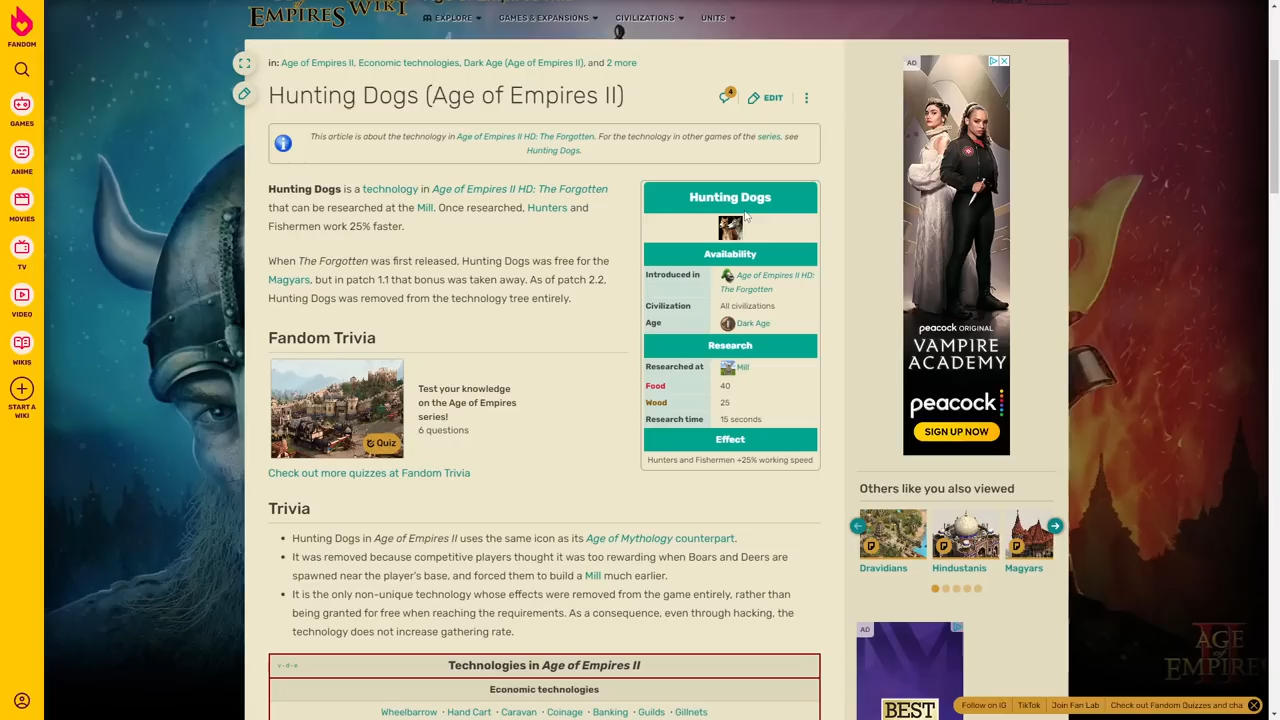 EMPIRES WIKI
EXPLORE
GAMES & EXPANSIONS
CIVILIZATIONS
UNITS
FANDOM
GAMES
ANIME
MOVIES
TV
VIDEO
WIKIS
START A
WIKI
in: Age of Empires II, Economic technologies, Dark Age (Age of Empires II), and 2 more
Hunting Dogs (Age of Empires II)
4
EDIT
This article is about the technology in Age of Empires II HD: The Forgotten. For the technology in other games of the series, see
Hunting Dogs.
Hunting Dogs is a technology in Age of Empires II HD: The Forgotten
that can be researched at the Mill. Once researched, Hunters and
Fishermen work 25% faster.
When The Forgotten was first released, Hunting Dogs was free for the
Magyars, but in patch 1.1 that bonus was taken away. As of patch 2.2,
Hunting Dogs was removed from the technology tree entirely.
Hunting Dogs
Availability
Introduced in Age of Empires II HD:
The Forgotten
Civilization All civilizations
Age Dark Age
Research
Researched at Mill
Food 40
Wood 25
Research time 15 seconds
Effect
Hunters and Fishermen +25% working speed
Fandom Trivia
Quiz
Test your knowledge
on the Age of Empires
series!
6 questions
Check out more quizzes at Fandom Trivia
Trivia
• Hunting Dogs in Age of Empires II uses the same icon as its Age of Mythology counterpart.
• It was removed because competitive players thought it was too rewarding when Boars and Deers are
spawned near the player's base, and forced them to build a Mill much earlier.
• It is the only non-unique technology whose effects were removed from the game entirely, rather than
being granted for free when reaching the requirements. As a consequence, even through hacking, the
technology does not increase gathering rate.
v · d · e
Technologies in Age of Empires II
Economic technologies
Wheelbarrow · Hand Cart · Caravan · Coinage · Banking · Guilds · Gillnets
AD
peacock ORIGINAL
VAMPIRE
ACADEMY
peacock
SIGN UP NOW
Others like you also viewed
Dravidians
Hindustanis
Magyars
AD
BEST
AGE
OF
EMPIRES
II
Follow on IG
TikTok
Join Fan Lab
Check out Fandom Quizzes and cha